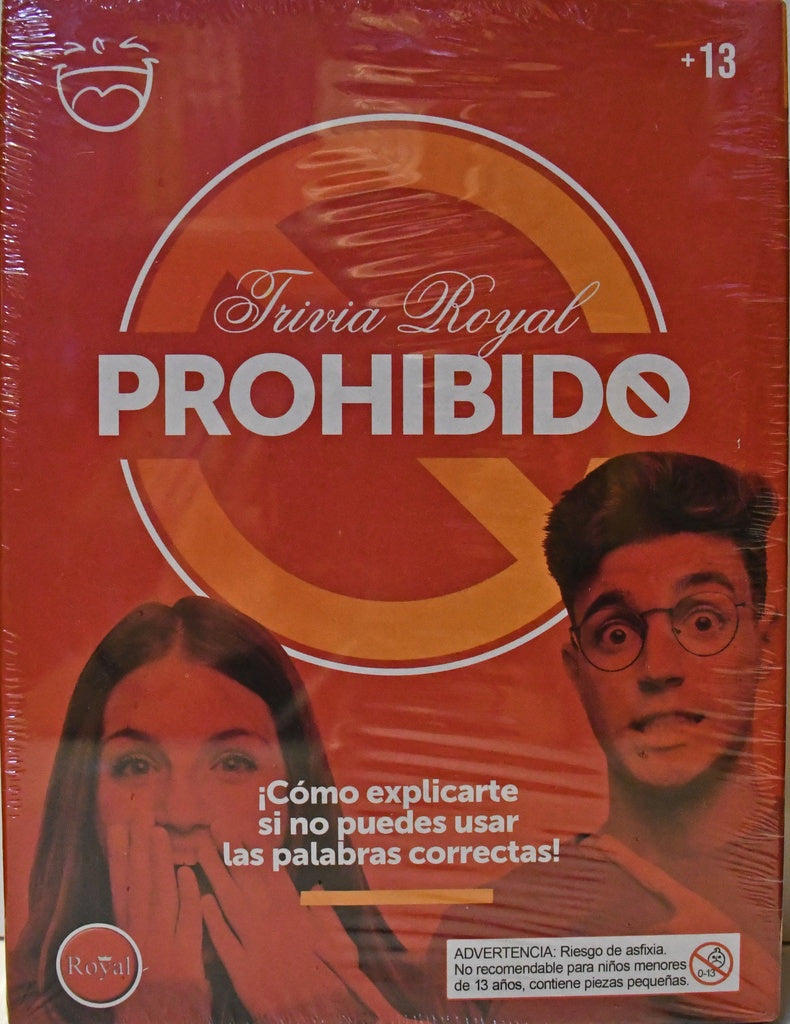 +13
Trivia Royal
PROHIBIDO
¡Cómo explicarte
si no puedes usar
las palabras correctas!
Royal
ADVERTENCIA: Riesgo de asfixia.
No recomendable para niños menores
de 13 años, contiene piezas pequeñas.
0-13